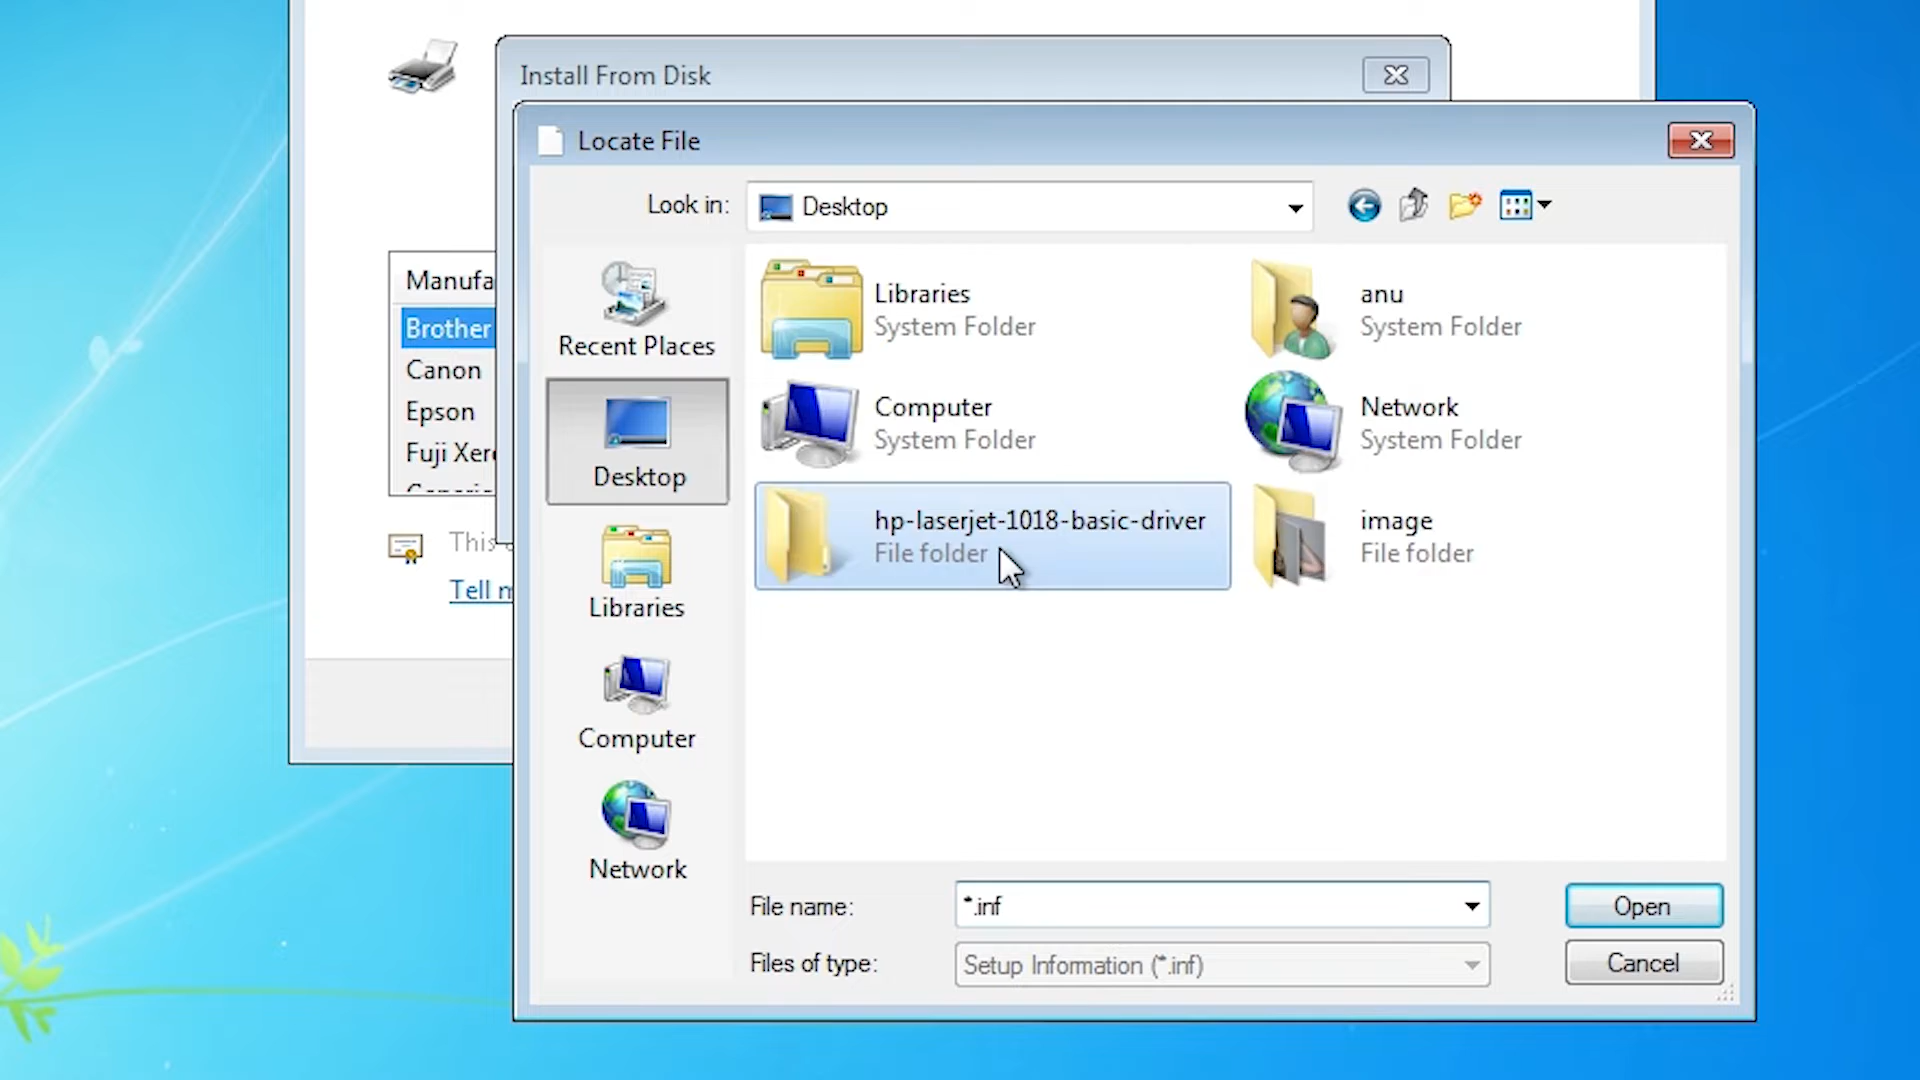 Install From Disk
Locate File
Look in:
Desktop
Manufa
Brother
Canon
Epson
Fuji Xer
This
Tell m
Recent Places
Desktop
Libraries
Computer
Network
Libraries
System Folder
anu
System Folder
Computer
System Folder
Network
System Folder
hp-laserjet-1018-basic-driver
File folder
image
File folder
File name:
*.inf
Open
Files of type:
Setup Information (*.inf)
Cancel